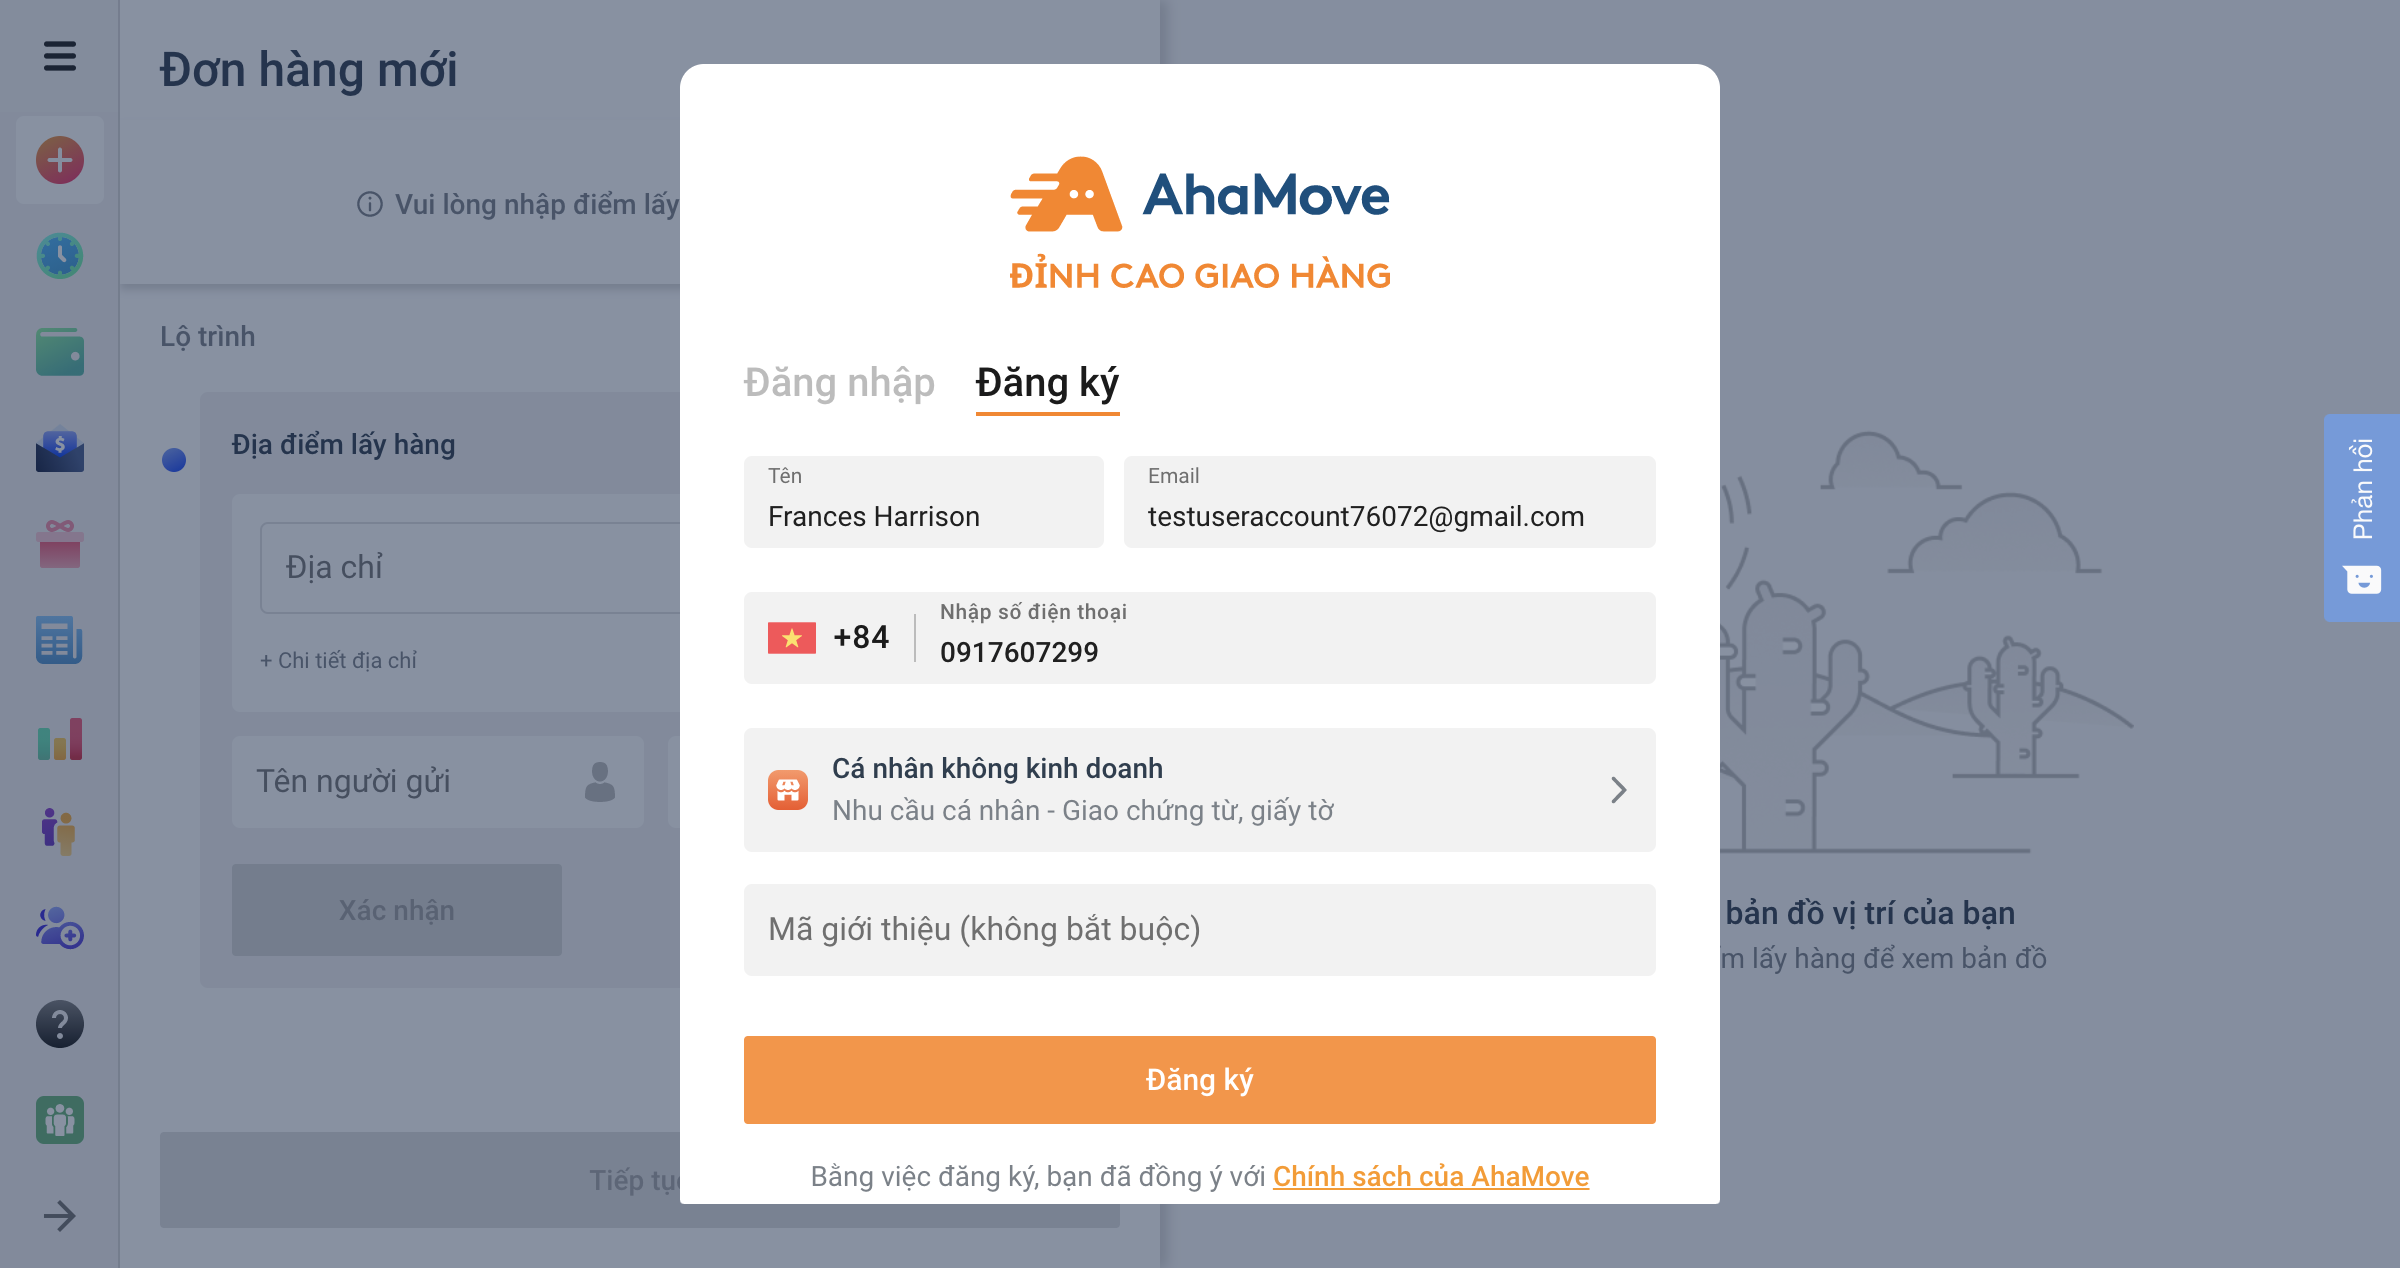 Đơn hàng mới
Vui lòng nhập điểm lấy
Lộ trình
Địa điểm lấy hàng
Địa chỉ
+ Chi tiết địa chỉ
Tên người gửi
Xác nhận
Tiếp tục
AhaMove
ĐỈNH CAO GIAO HÀNG
Đăng nhập
Đăng ký
Tên
Frances Harrison
Email
testuseraccount76072@gmail.com
+84
Nhập số điện thoại
0917607299
Cá nhân không kinh doanh
Nhu cầu cá nhân - Giao chứng từ, giấy tờ
Mã giới thiệu (không bắt buộc)
Đăng ký
Bằng việc đăng ký, bạn đã đồng ý với Chính sách của AhaMove
bản đồ vị trí của bạn
lấy hàng để xem bản đồ
Phản hồi